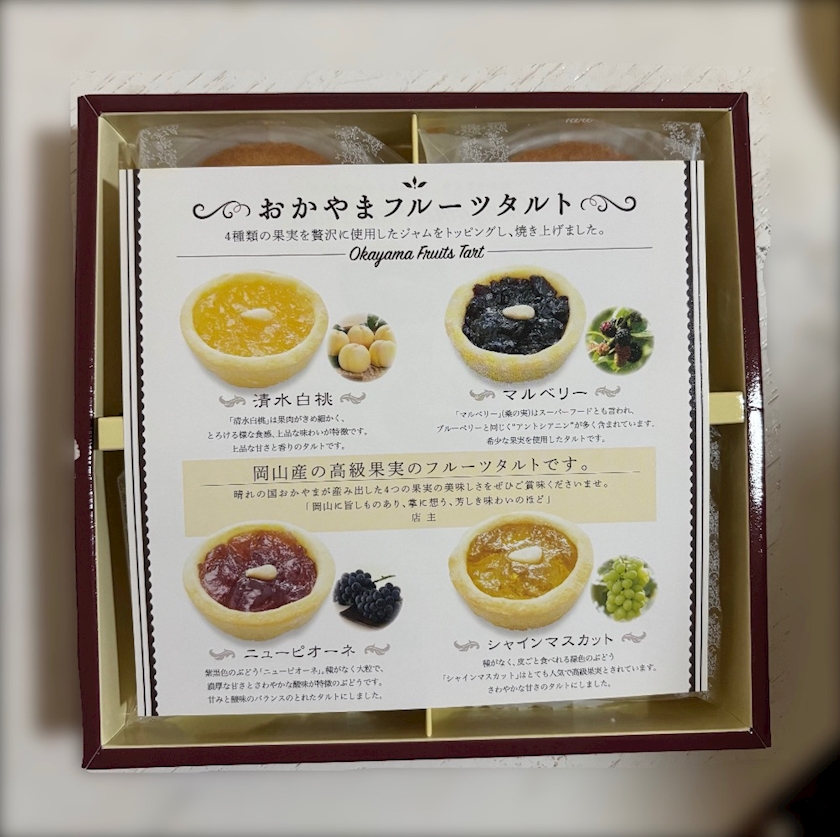 おかやまフルーツタルト
4種類の果実を贅沢に使用したジャムをトッピングし、焼き上げました。
Okayama Fruits Tart
清水白桃
「清水白桃」は果肉がきめ細かく、
とろける様な食感、上品な味わいが特徴です。
上品な甘さと香りのタルトです。
マルベリー
「マルベリー」(桑の実)はスーパーフードとも言われ、
ブルーベリーと同じ"アントシアニン"が多く含まれています。
希少な果実を使用したタルトです。
岡山産の高級果実のフルーツタルトです。
晴れの国おかやまが産み出した4つの果実の美味しさをぜひご賞味くださいませ。
「岡山に旨しものあり、掌に想う、芳しき味わいのほど」
店主
ニューピオーネ
紫黒色のぶどう「ニューピオーネ」。種がなく大粒で、
濃厚な甘さとさわやかな酸味が特徴のぶどうです。
甘みと酸味のバランスのとれたタルトにしました。
シャインマスカット
種がなく、皮ごと食べれる緑色のぶどう
「シャインマスカット」はとても人気で高級果実とされています。
さわやかな甘さのタルトにしました。